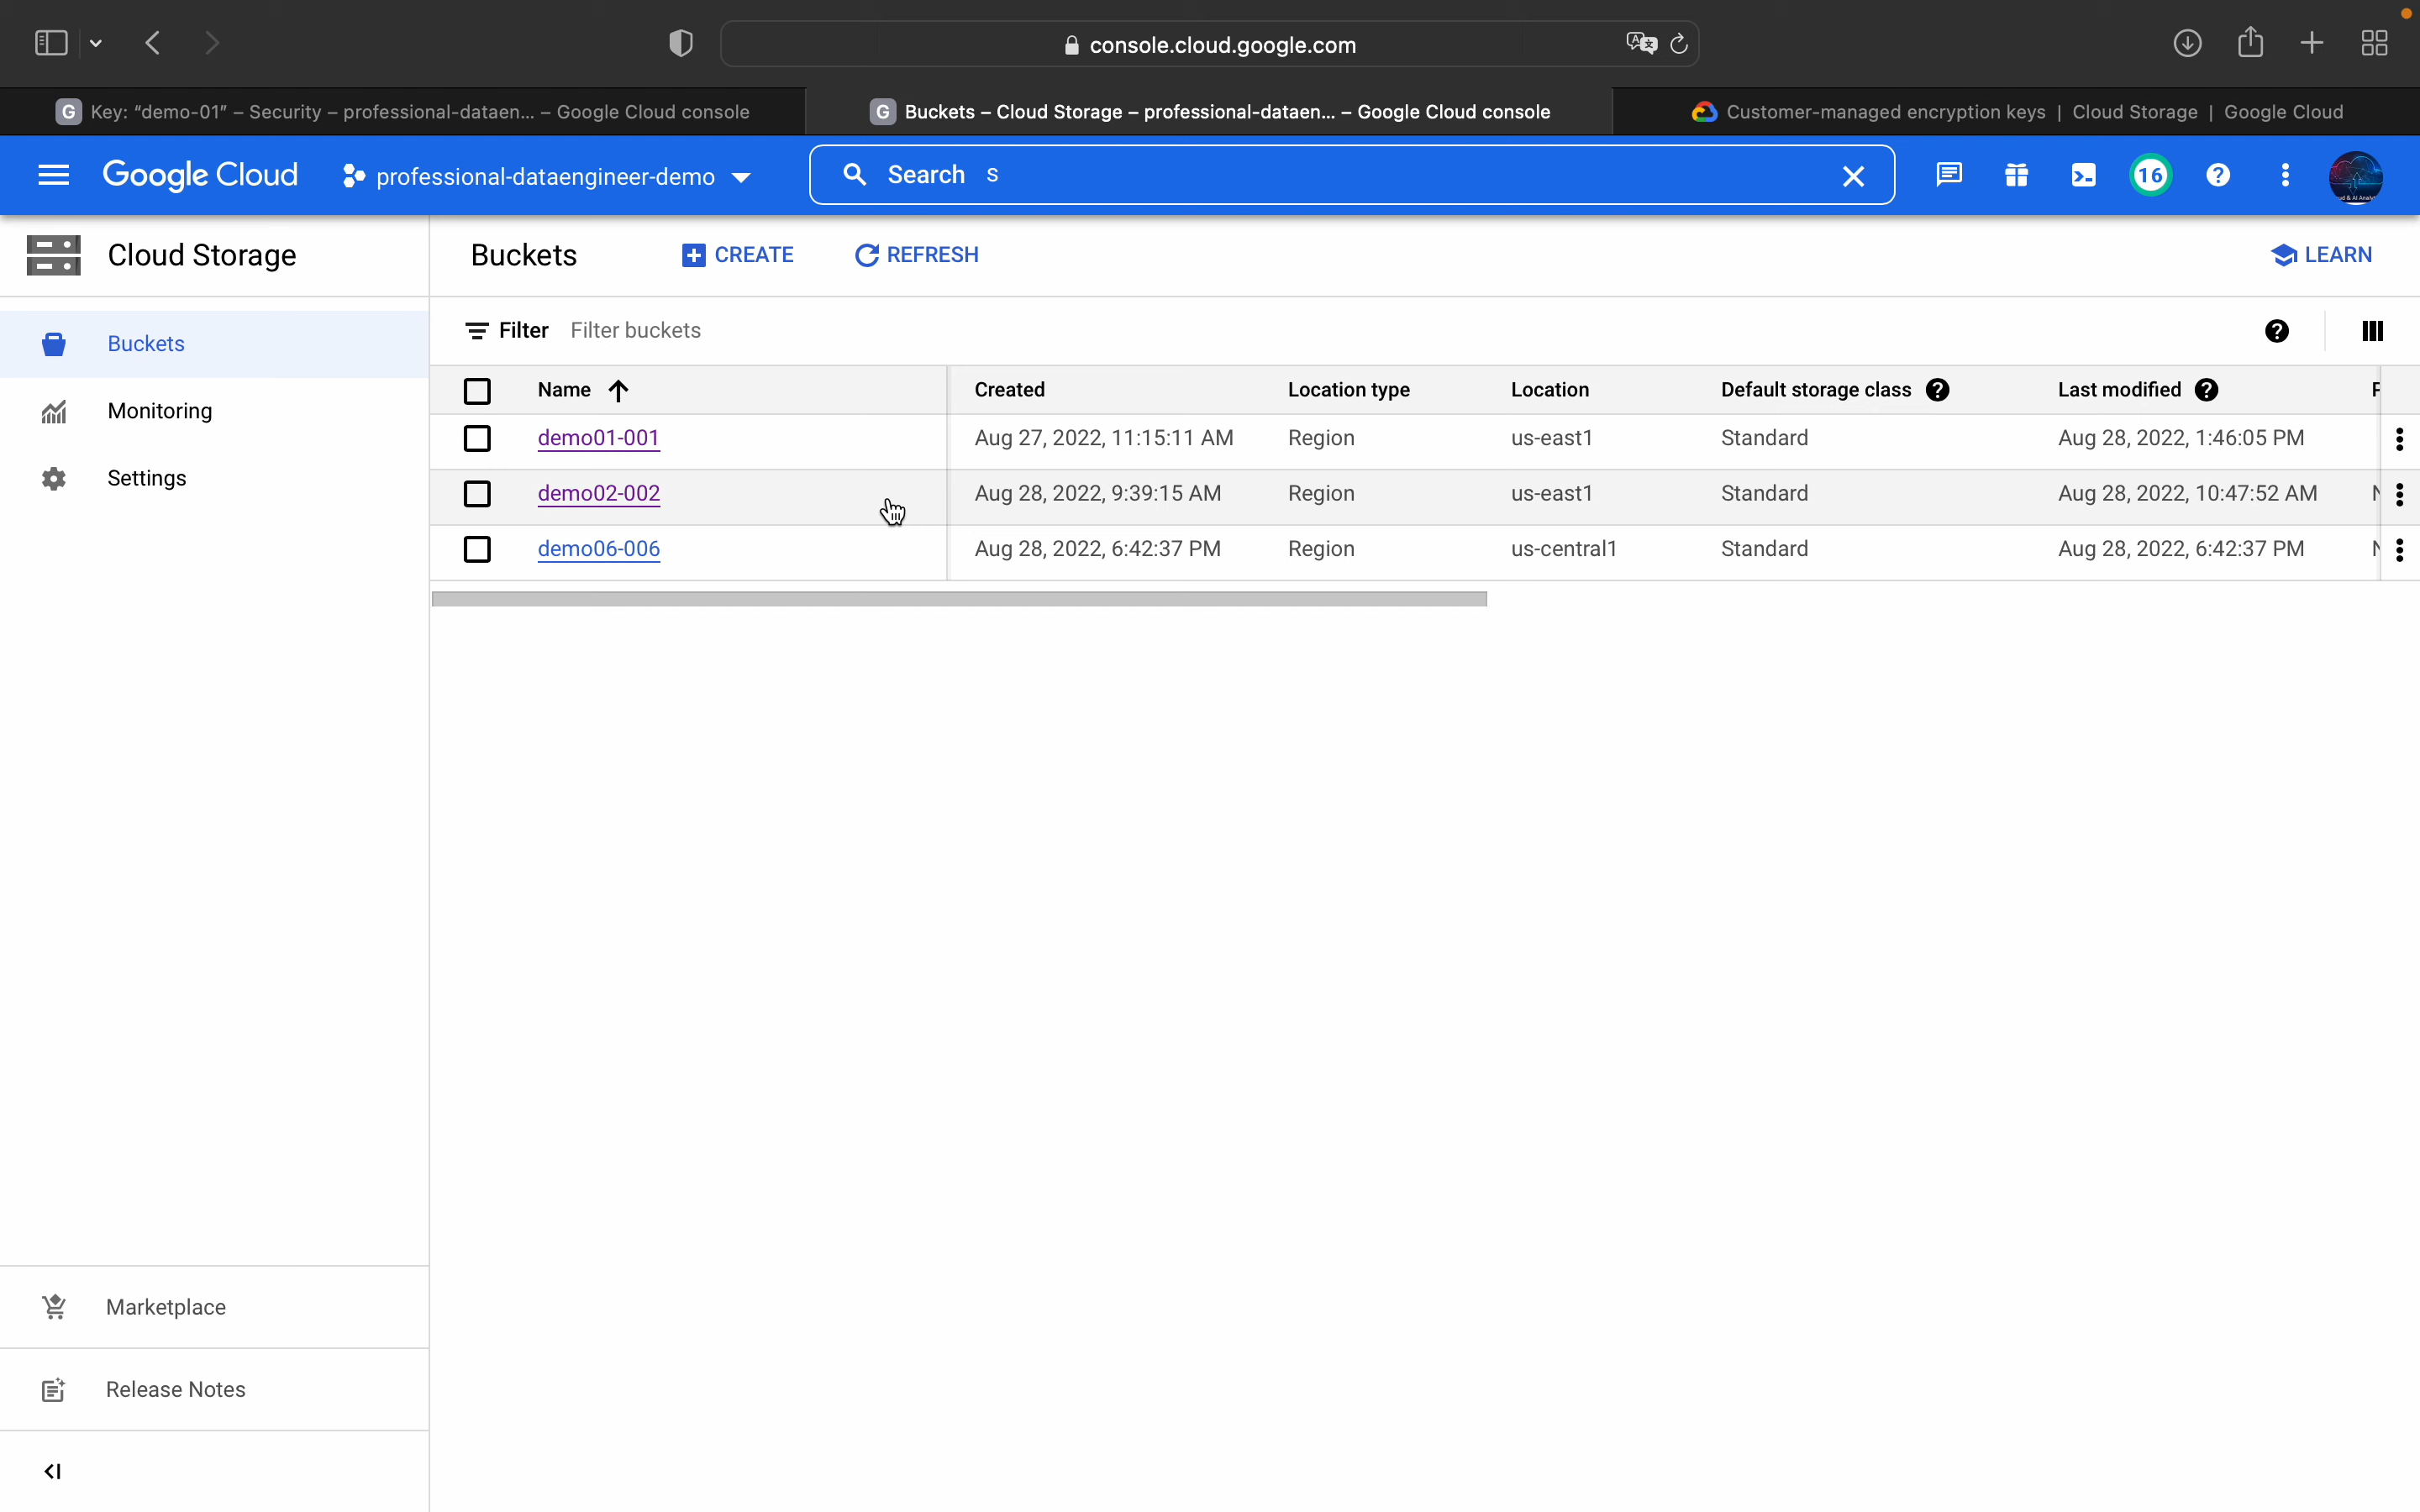 console.cloud.google.com
Key: “demo-01” – Security – professional-dataen... – Google Cloud console
Buckets – Cloud Storage – professional-dataen... – Google Cloud console
Customer-managed encryption keys | Cloud Storage | Google Cloud
Google Cloud
professional-dataengineer-demo
Search s
16
Cloud Storage
Buckets
CREATE
REFRESH
LEARN
Buckets
Monitoring
Settings
Filter Filter buckets
Name Created Location type Location Default storage class Last modified
demo01-001 Aug 27, 2022, 11:15:11 AM Region us-east1 Standard Aug 28, 2022, 1:46:05 PM
demo02-002 Aug 28, 2022, 9:39:15 AM Region us-east1 Standard Aug 28, 2022, 10:47:52 AM
demo06-006 Aug 28, 2022, 6:42:37 PM Region us-central1 Standard Aug 28, 2022, 6:42:37 PM
Marketplace
Release Notes